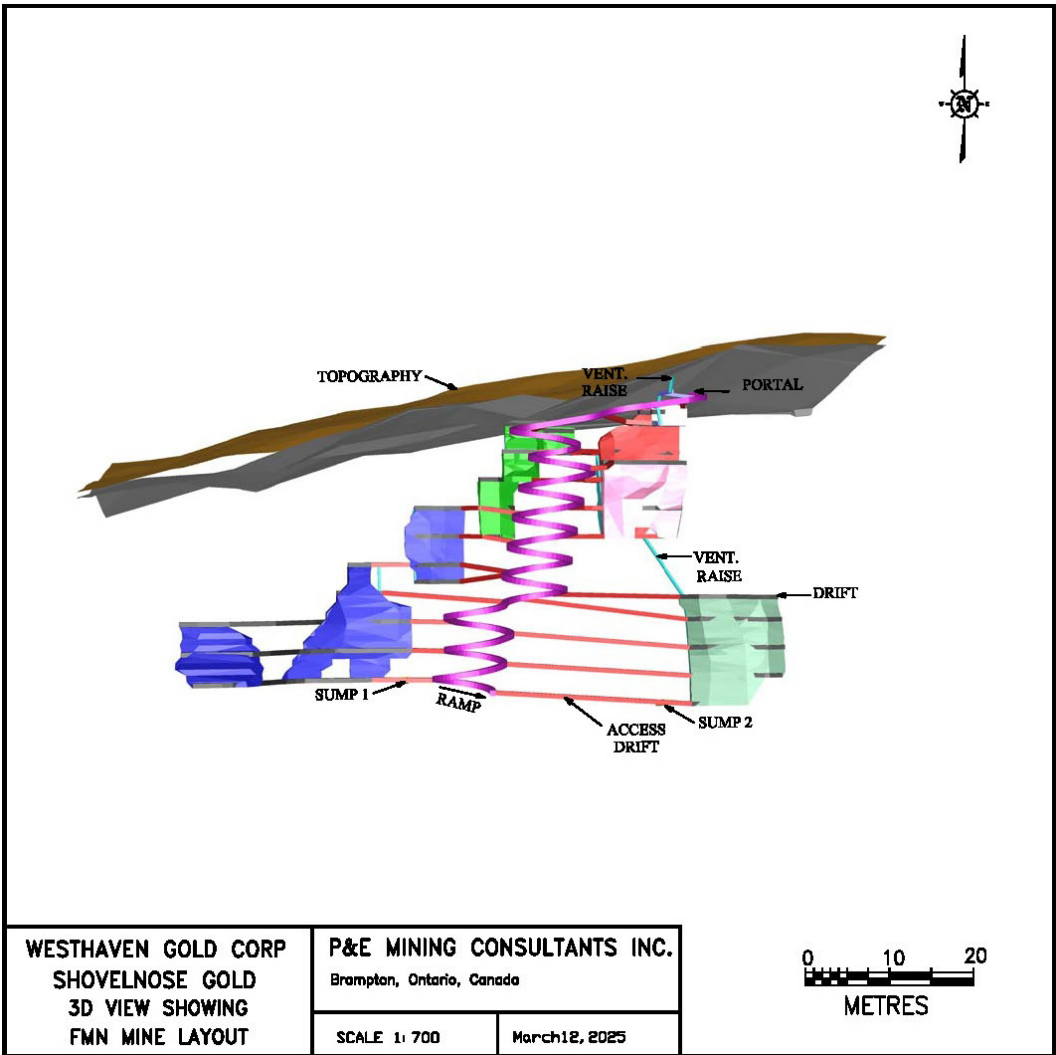 N
TOPOGRAPHY
VENT.
RAISE
PORTAL
VENT.
RAISE
DRIFT
SUMP 1
RAMP
SUMP 2
ACCESS
DRIFT
WESTHAVEN GOLD CORP
SHOVELNOSE GOLD
3D VIEW SHOWING
FMN MINE LAYOUT
P&E MINING CONSULTANTS INC.
Brampton, Ontario, Canada
SCALE 1: 700
March12, 2025
0 10 20
METRES